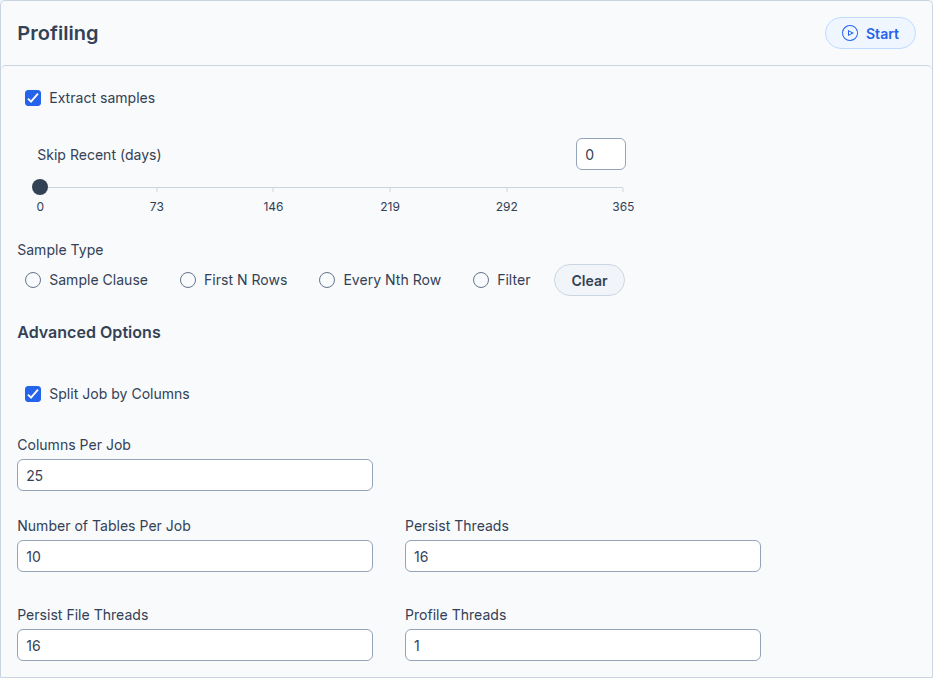 Profiling
Start
Extract samples
Skip Recent (days)
0
0 73 146 219 292 365
Sample Type
Sample Clause First N Rows Every Nth Row Filter Clear
Advanced Options
Split Job by Columns
Columns Per Job
25
Number of Tables Per Job Persist Threads
10 16
Persist File Threads Profile Threads
16 1